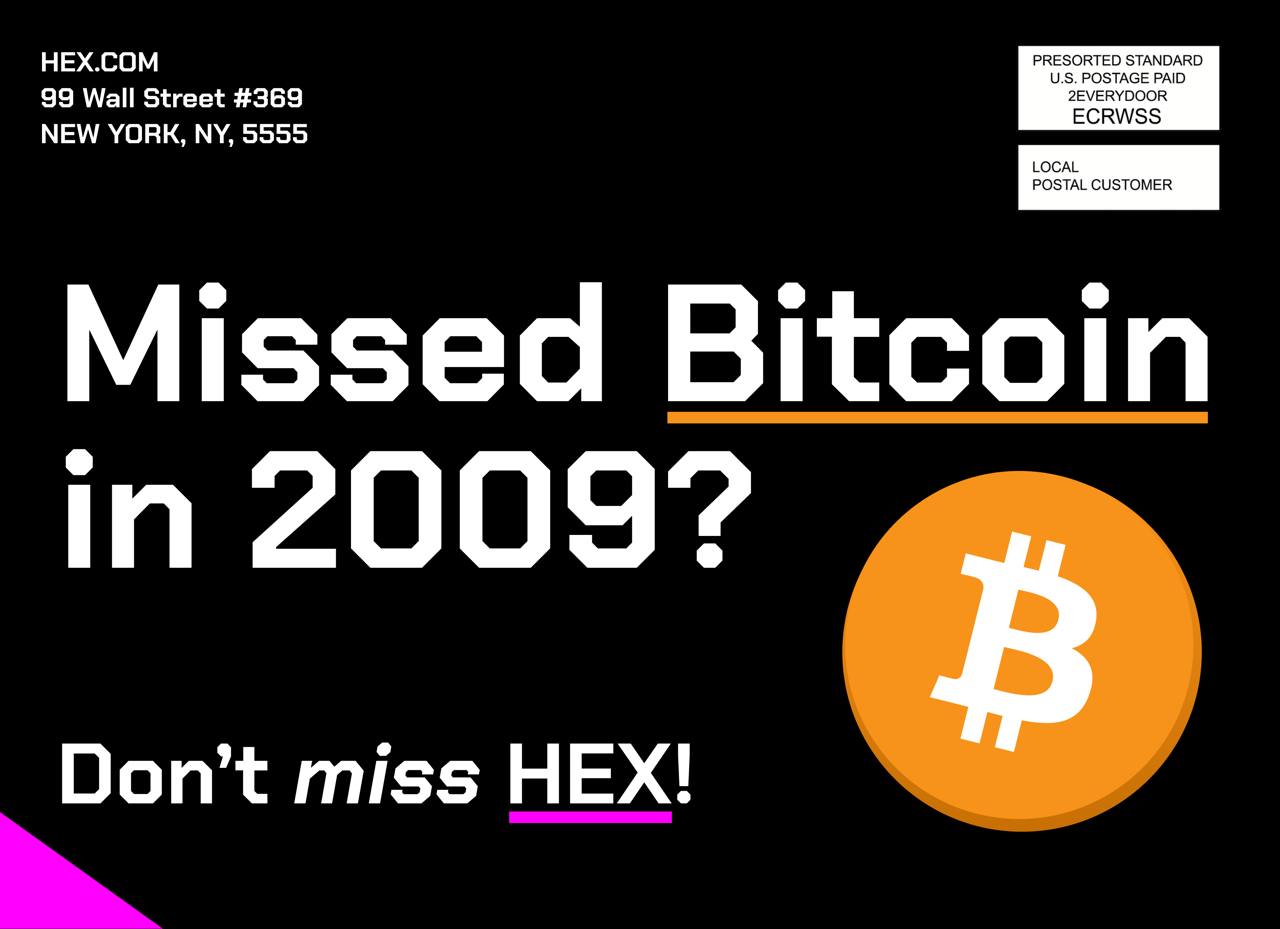 HEX.COM
99 Wall Street #369
NEW YORK, NY, 5555
PRESORTED STANDARD
U.S. POSTAGE PAID
2EVERYDOOR
ECRWSS
LOCAL
POSTAL CUSTOMER
Missed Bitcoin
in 2009?
Don’t miss HEX!